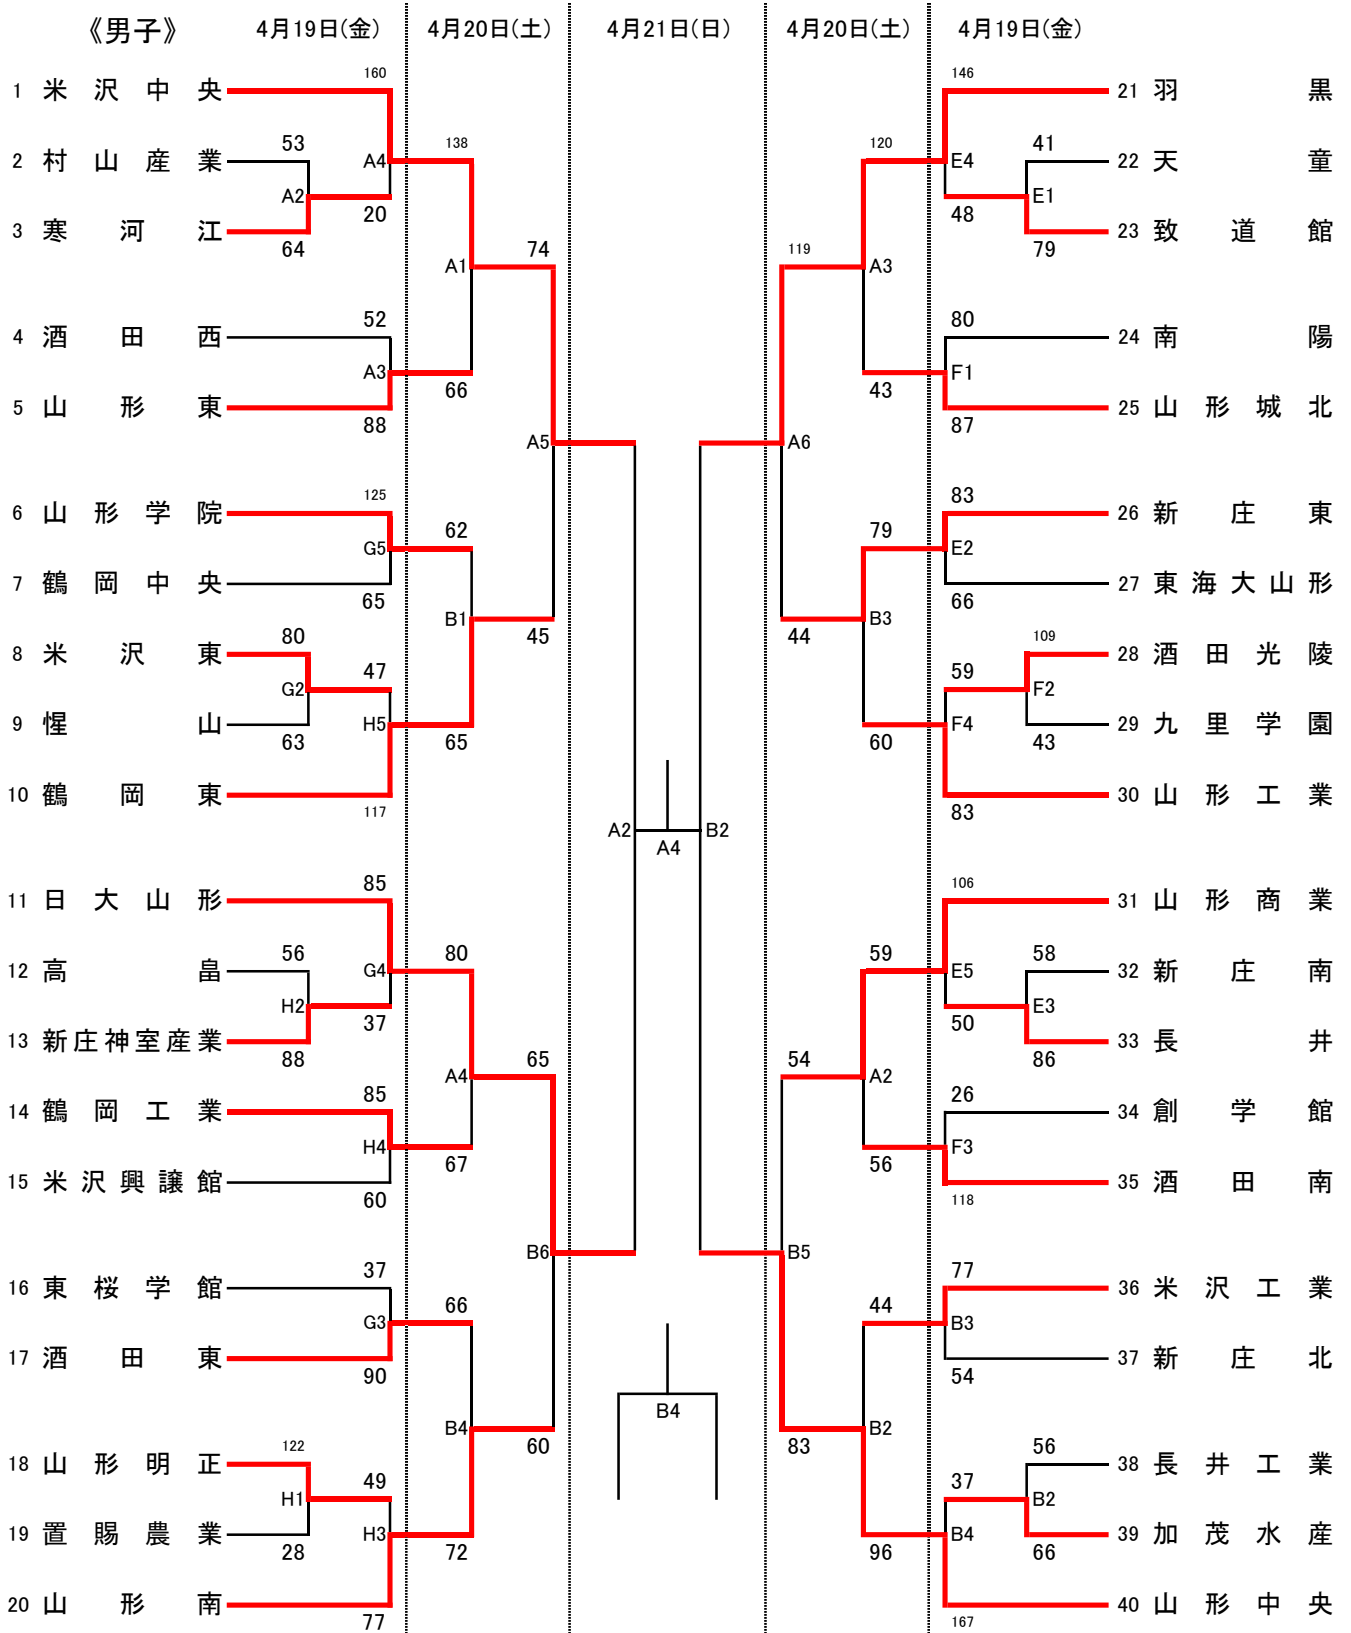 《男子》 4月19日(金) 4月20日(土) 4月21日(日) 4月20日(土) 4月19日(金)
160 146
1 米沢中央 21 羽黒
53 138 120 41
2 村山産業 A4 E4 22 天童
A2 E1
20 48
3 寒河江 23 致道館
64 74 119 79
A1 A3
52 80
4 酒田西 24 南陽
A3 F1
66 43
5 山形東 25 山形城北
88 87
A5 A6
125 83
6 山形学院 26 新庄東
62 79
G5 E2
7 鶴岡中央 27 東海大山形
65 66
B1 B3
80 45 44 109
8 米沢東 28 酒田光陵
47 59
G2 F2
9 惺山 H5 F4 29 九里学園
63 65 60 43
10 鶴岡東 30 山形工業
117 83
A2 B2
A4
85 106
11 日大山形 31 山形商業
56 80 59 58
12 高畠 G4 E5 32 新庄南
H2 E3
37 50
13 新庄神室産業 33 長井
88 65 54 86
A4 A2
85 26
14 鶴岡工業 34 創学館
H4 F3
67 56
15 米沢興譲館 35 酒田南
60 118
B6 B5
37 77
16 東桜学館 36 米沢工業
66 44
G3 B3
17 酒田東 37 新庄北
90 54
B4
B4 B2
122 60 83 56
18 山形明正 38 長井工業
49 37
H1 B2
19 置賜農業 H3 B4 39 加茂水産
28 72 96 66
20 山形南 40 山形中央
77 167